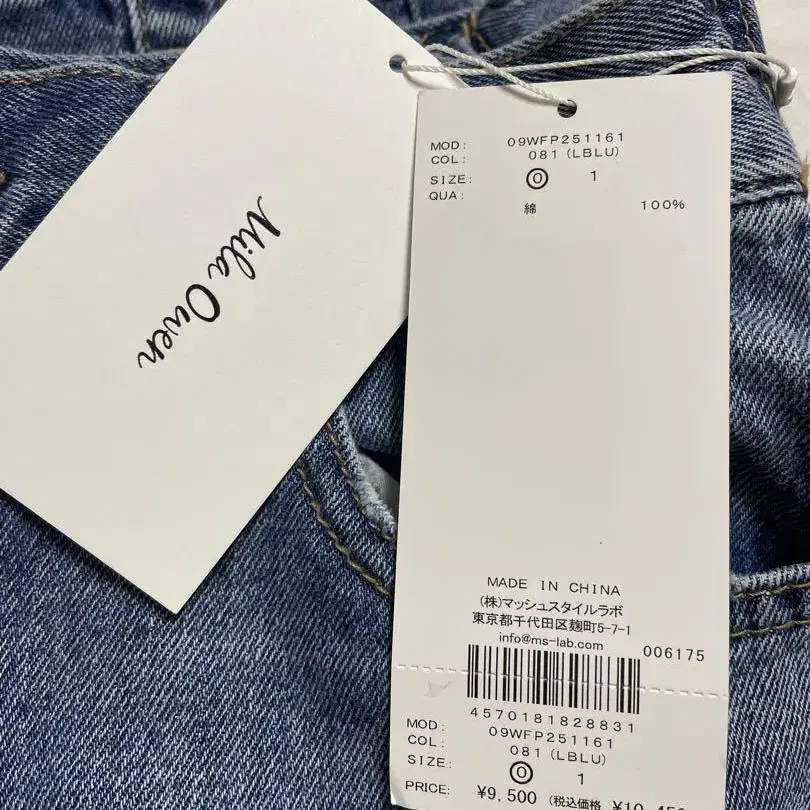 Mila Owen
MOD: 09WFP251161
COL: 081 (LBLU)
SIZE: 0 1
QUA: 綿 100%
MADE IN CHINA
(株)マッシュスタイルラボ
東京都千代田区麹町5-7-1
info@ms-lab.com
006175
4570181828831
MOD: 09WFP251161
COL: 081 (LBLU)
SIZE: 0 1
PRICE: ¥9,500 (税込価格 ¥10,450